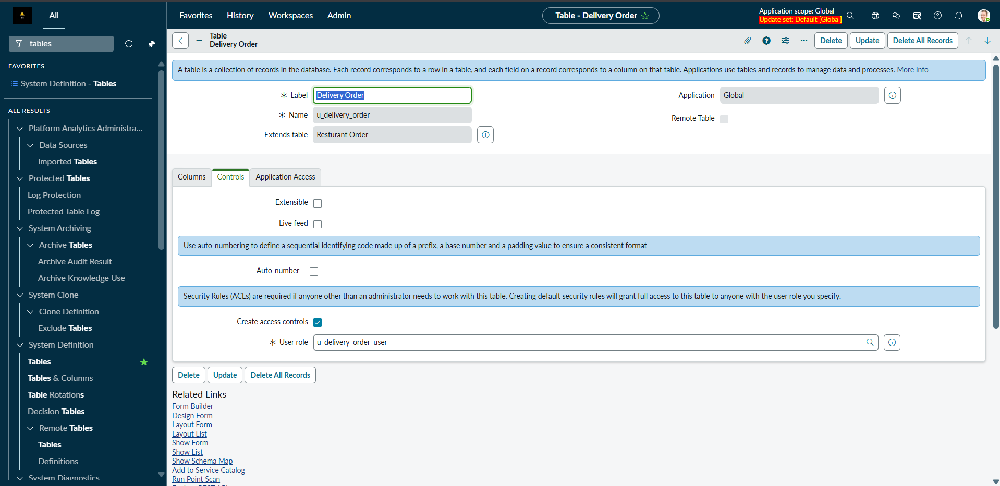 All
Favorites
History
Workspaces
Admin
Table - Delivery Order
Application scope: Global
Update set: Default [Global]
tables
Table
Delivery Order
Delete
Update
Delete All Records
FAVORITES
System Definition - Tables
ALL RESULTS
Platform Analytics Administra...
Data Sources
Imported Tables
Protected Tables
Log Protection
Protected Table Log
System Archiving
Archive Tables
Archive Audit Result
Archive Knowledge Use
System Clone
Clone Definition
Exclude Tables
System Definition
Tables
Tables & Columns
Table Rotations
Decision Tables
Remote Tables
Tables
Definitions
System Diagnostics
A table is a collection of records in the database. Each record corresponds to a row in a table, and each field on a record corresponds to a column on that table. Applications use tables and records to manage data and processes. More Info
Label
Delivery Order
Name
u_delivery_order
Extends table
Resturant Order
Application
Global
Remote Table
Columns
Controls
Application Access
Extensible
Live feed
Use auto-numbering to define a sequential identifying code made up of a prefix, a base number and a padding value to ensure a consistent format
Auto-number
Security Rules (ACLs) are required if anyone other than an administrator needs to work with this table. Creating default security rules will grant full access to this table to anyone with the user role you specify.
Create access controls
User role
u_delivery_order_user
Delete
Update
Delete All Records
Related Links
Form Builder
Design Form
Layout Form
Layout List
Show Form
Show List
Show Schema Map
Add to Service Catalog
Run Point Scan